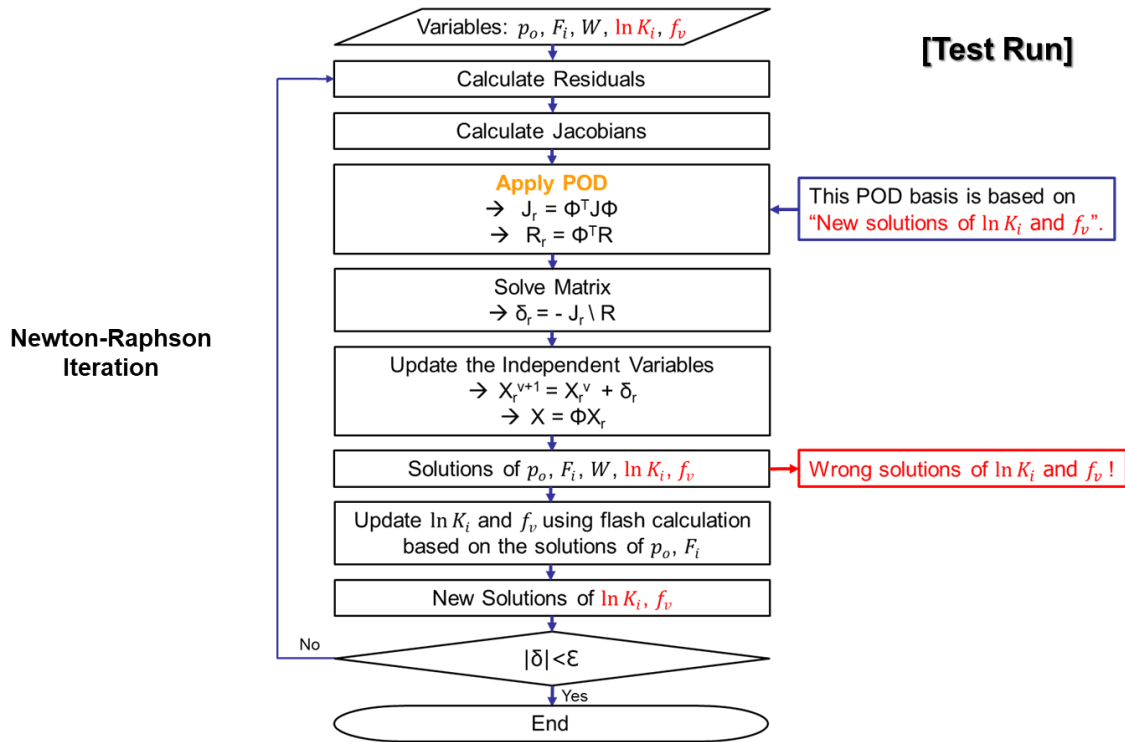 Variables: p_o, F_i, W, ln K_i, f_v
[Test Run]
Calculate Residuals
Calculate Jacobians
Apply POD
→ J_r = Φ^T JΦ
→ R_r = Φ^T R
This POD basis is based on
“New solutions of ln K_i and f_v”.
Solve Matrix
→ δ_r = - J_r \ R
Newton-Raphson
Iteration
Update the Independent Variables
→ X_r^{v+1} = X_r^v + δ_r
→ X = ΦX_r
Solutions of p_o, F_i, W, ln K_i, f_v
Wrong solutions of ln K_i and f_v !
Update ln K_i and f_v using flash calculation
based on the solutions of p_o, F_i
New Solutions of ln K_i, f_v
No
|δ|<Ɛ
Yes
End